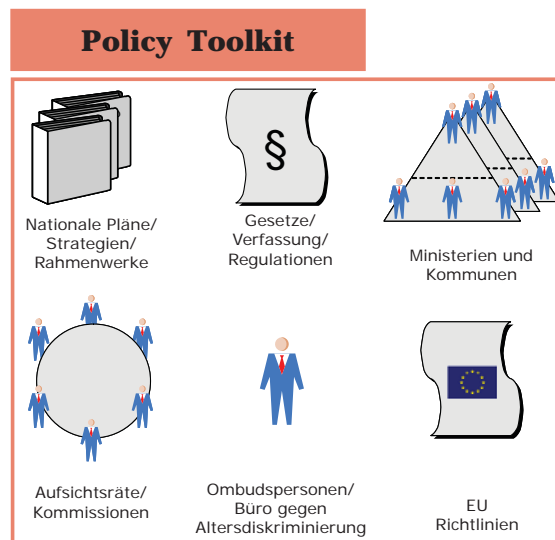 Policy Toolkit
§
Nationale Pläne/
Strategien/
Rahmenwerke
Gesetze/
Verfassung/
Regulationen
Ministerien und
Kommunen
Aufsichtsräte/
Kommissionen
Ombudspersonen/
Büro gegen
Altersdiskriminierung
EU
Richtlinien